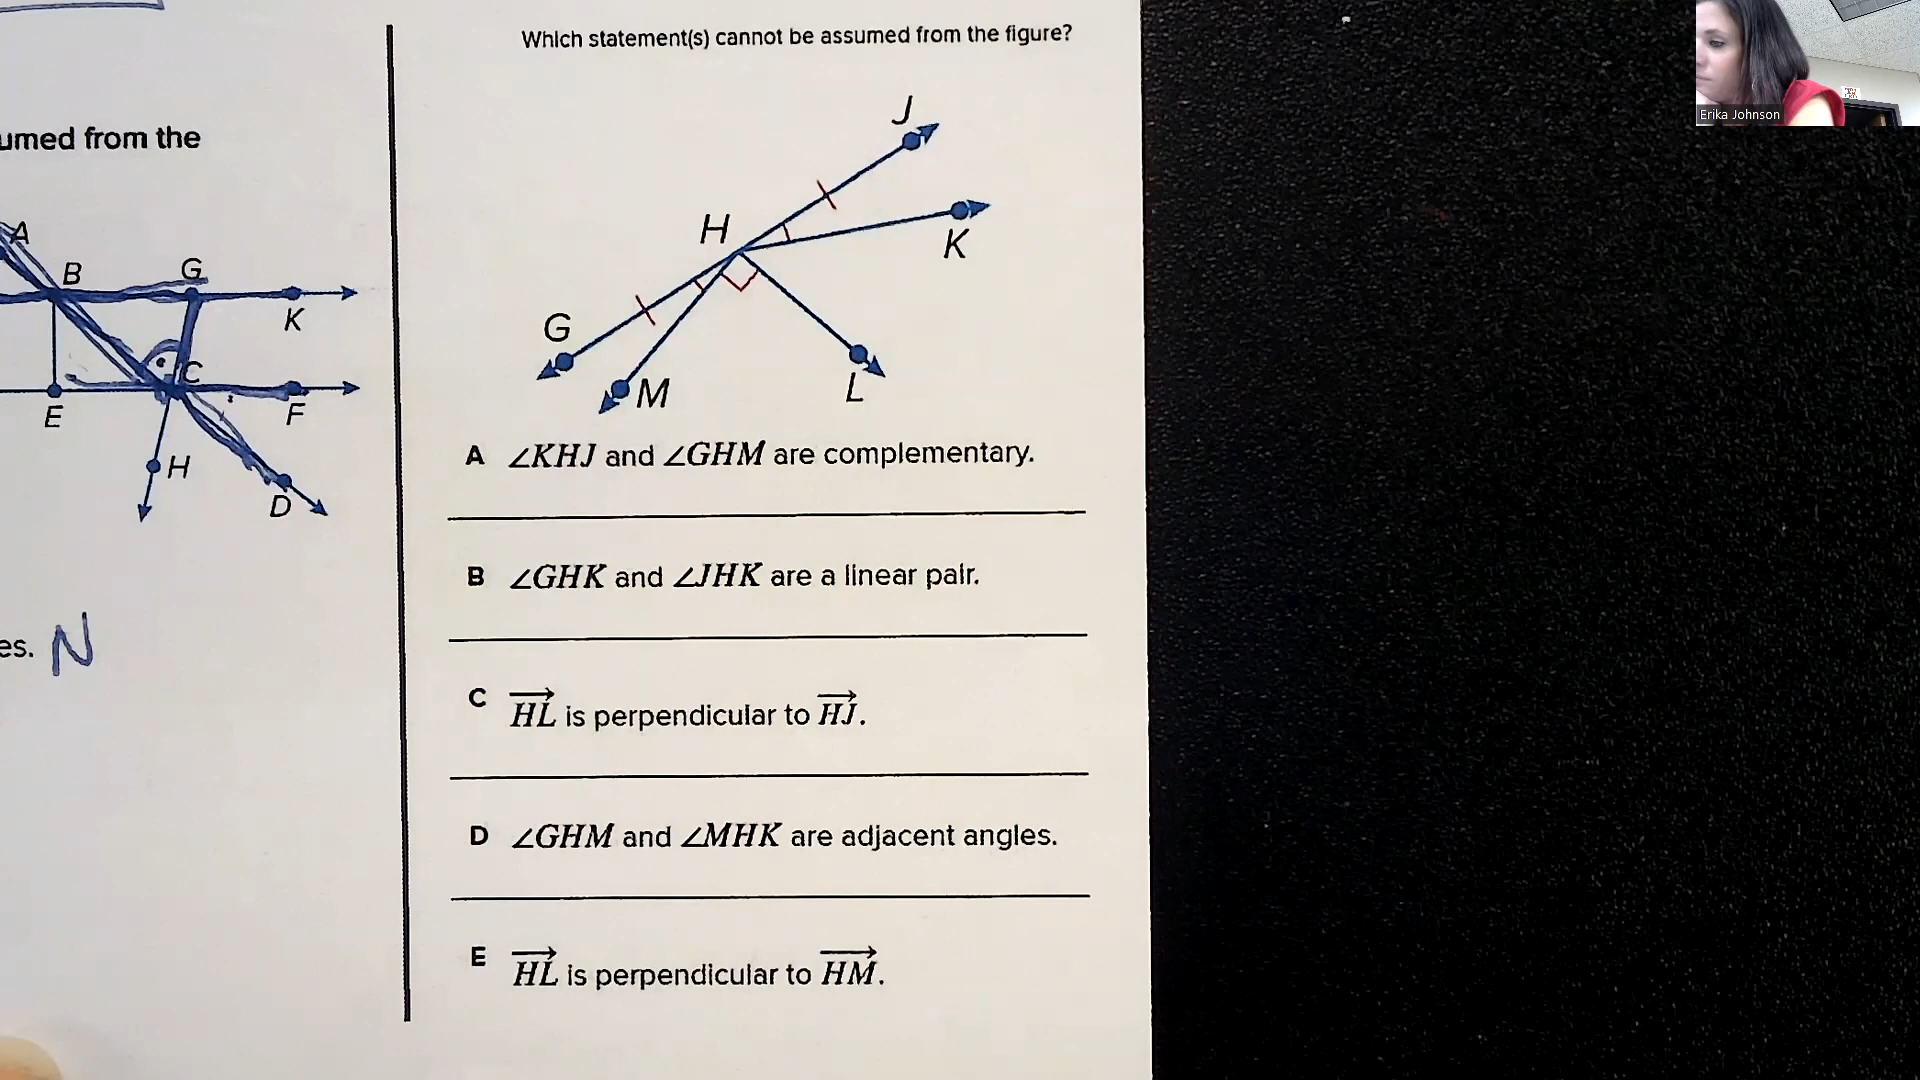 umed from the
A
B
G
K
E
C
F
H
D
es. N
Which statement(s) cannot be assumed from the figure?
J
H
K
G
M
L
A ∠KHJ and ∠GHM are complementary.
B ∠GHK and ∠JHK are a linear pair.
C HL is perpendicular to HJ.
D ∠GHM and ∠MHK are adjacent angles.
E HL is perpendicular to HM.
Erika Johnson